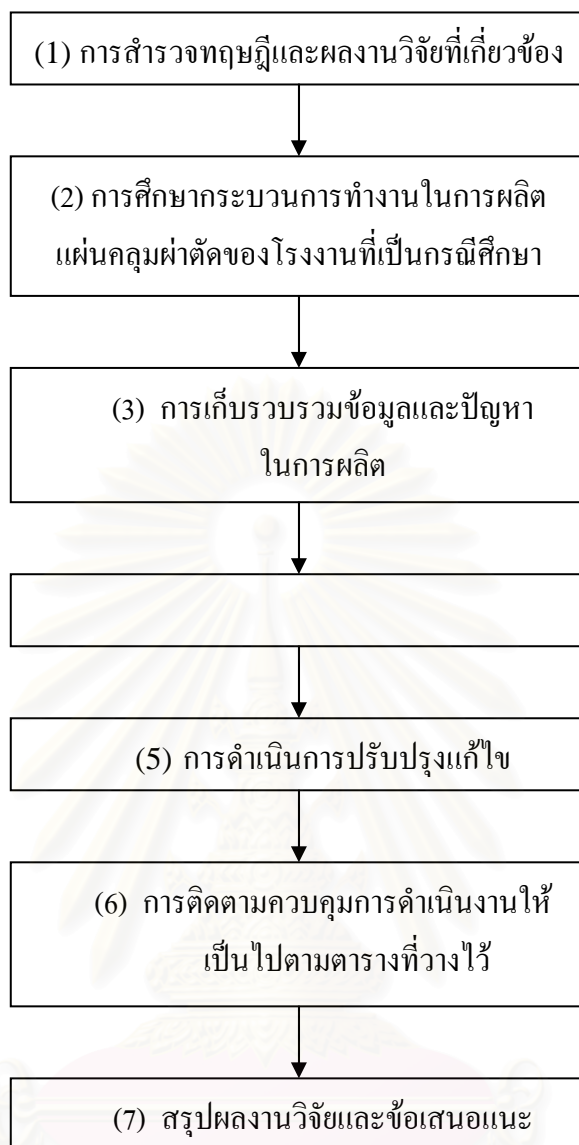 (1) การสำรวจทฤษฎีและผลงานวิจัยที่เกี่ยวข้อง
(2) การศึกษากระบวนการทำงานในการผลิต
แผ่นคลุมผ่าตัดของโรงงานที่เป็นกรณีศึกษา
(3) การเก็บรวบรวมข้อมูลและปัญหา
ในการผลิต
(5) การดำเนินการปรับปรุงแก้ไข
(6) การติดตามควบคุมการดำเนินงานให้
เป็นไปตามตารางที่วางไว้
(7) สรุปผลงานวิจัยและข้อเสนอแนะ